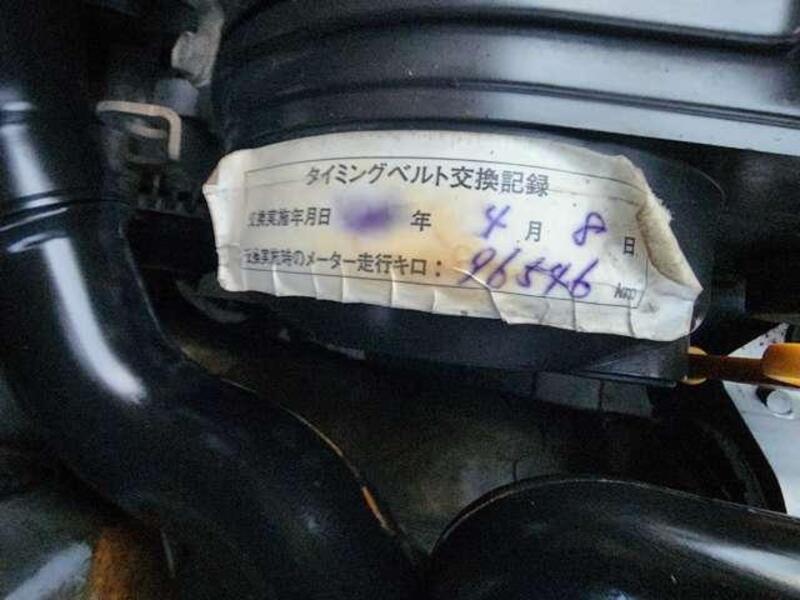 タイミングベルト交換記録
交換実施年月日 年 4月 8日
交換実施時のメーター走行キロ: 96546 km